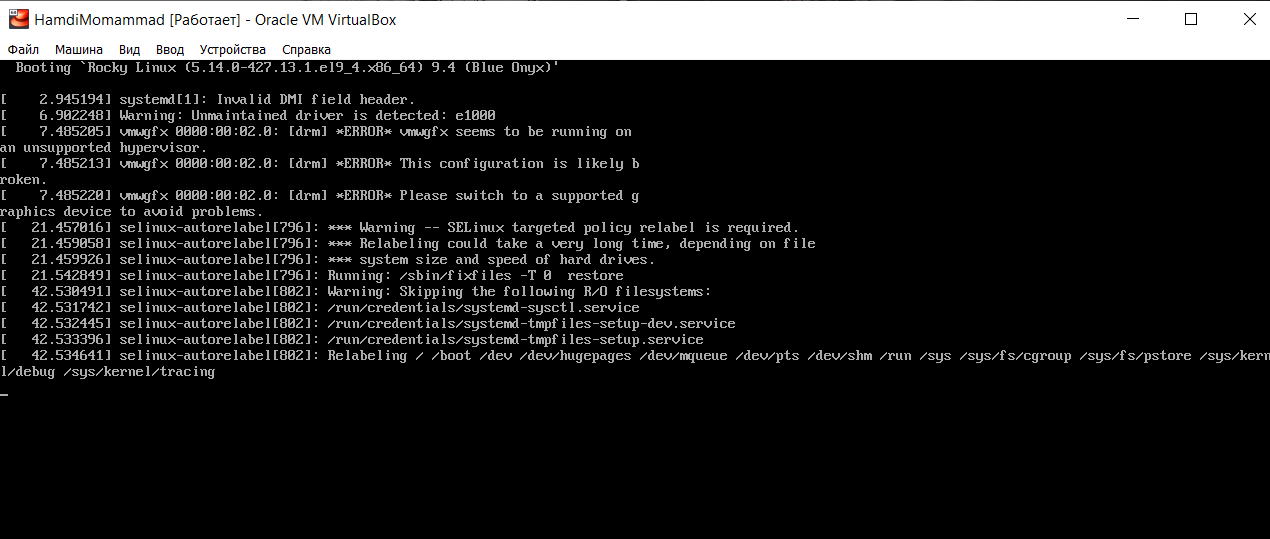 HamdiMomammad [Работает] - Oracle VM VirtualBox
Файл Машина Вид Ввод Устройства Справка
Booting `Rocky Linux (5.14.0-427.13.1.el9_4.x86_64) 9.4 (Blue Onyx)'
[    2.945194] systemd[1]: Invalid DMI field header.
[    6.902248] Warning: Unmaintained driver is detected: e1000
[    7.485205] vmwgfx 0000:00:02.0: [drm] *ERROR* vmwgfx seems to be running on
an unsupported hypervisor.
[    7.485213] vmwgfx 0000:00:02.0: [drm] *ERROR* This configuration is likely b
roken.
[    7.485220] vmwgfx 0000:00:02.0: [drm] *ERROR* Please switch to a supported g
raphics device to avoid problems.
[   21.457016] selinux-autorelabel[796]: *** Warning -- SELinux targeted policy relabel is required.
[   21.459058] selinux-autorelabel[796]: *** Relabeling could take a very long time, depending on file
[   21.459926] selinux-autorelabel[796]: *** system size and speed of hard drives.
[   21.542849] selinux-autorelabel[796]: Running: /sbin/fixfiles -T 0  restore
[   42.530491] selinux-autorelabel[802]: Warning: Skipping the following R/O filesystems:
[   42.531742] selinux-autorelabel[802]: /run/credentials/systemd-sysctl.service
[   42.532445] selinux-autorelabel[802]: /run/credentials/systemd-tmpfiles-setup-dev.service
[   42.533396] selinux-autorelabel[802]: /run/credentials/systemd-tmpfiles-setup.service
[   42.534641] selinux-autorelabel[802]: Relabeling / /boot /dev /dev/hugepages /dev/mqueue /dev/pts /dev/shm /run /sys /sys/fs/cgroup /sys/fs/pstore /sys/kern
l/debug /sys/kernel/tracing